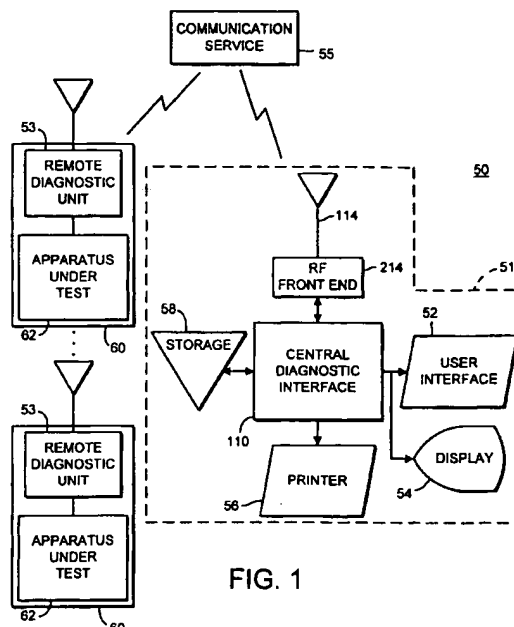 COMMUNICATION
SERVICE
55
53
REMOTE
DIAGNOSTIC
UNIT
APPARATUS
UNDER
TEST
62
60
53
REMOTE
DIAGNOSTIC
UNIT
APPARATUS
UNDER
TEST
62
60
50
114
RF
FRONT END
214
51
58
STORAGE
CENTRAL
DIAGNOSTIC
INTERFACE
110
52
USER
INTERFACE
PRINTER
56
DISPLAY
54
FIG. 1